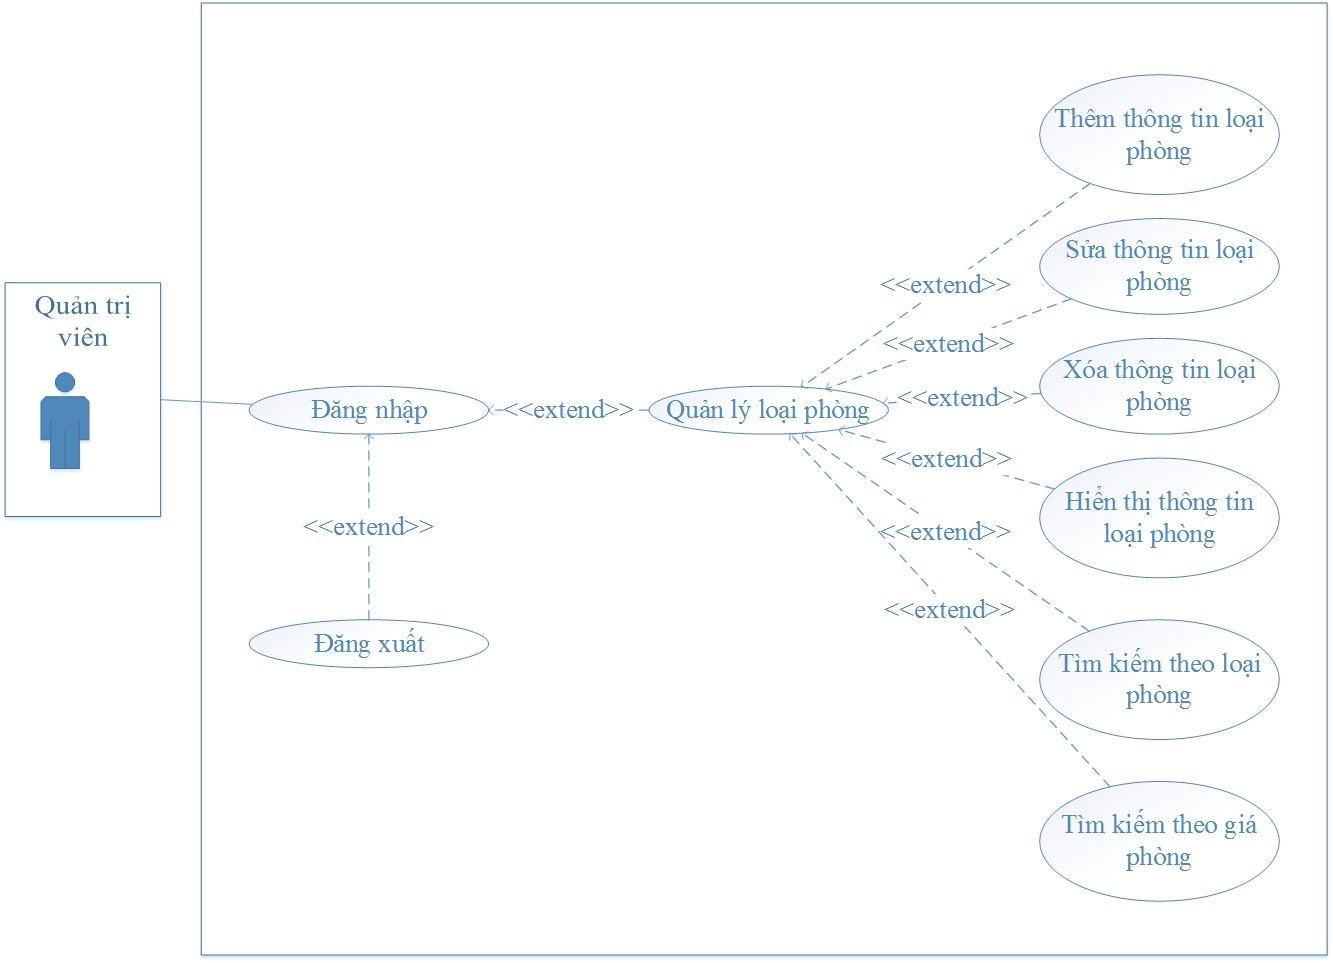 Quản trị
viên
Đăng nhập
<<extend>>
Đăng xuất
<<extend>>
Quản lý loại phòng
<<extend>>
<<extend>>
<<extend>>
<<extend>>
<<extend>>
<<extend>>
Thêm thông tin loại
phòng
Sửa thông tin loại
phòng
Xóa thông tin loại
phòng
Hiển thị thông tin
loại phòng
Tìm kiếm theo loại
phòng
Tìm kiếm theo giá
phòng